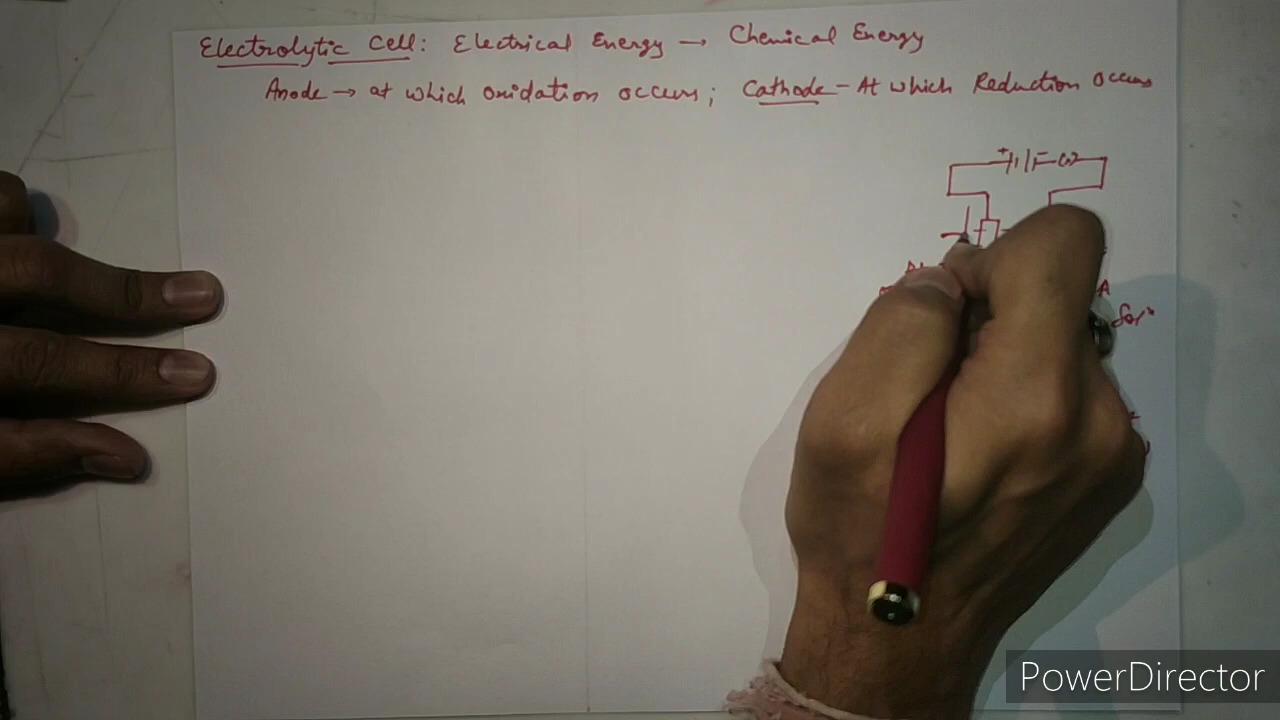 Electrolytic Cell: Electrical Energy → Chemical Energy
Anode → at which oxidation occurs; Cathode - At which Reduction occurs
+
A
PowerDirector